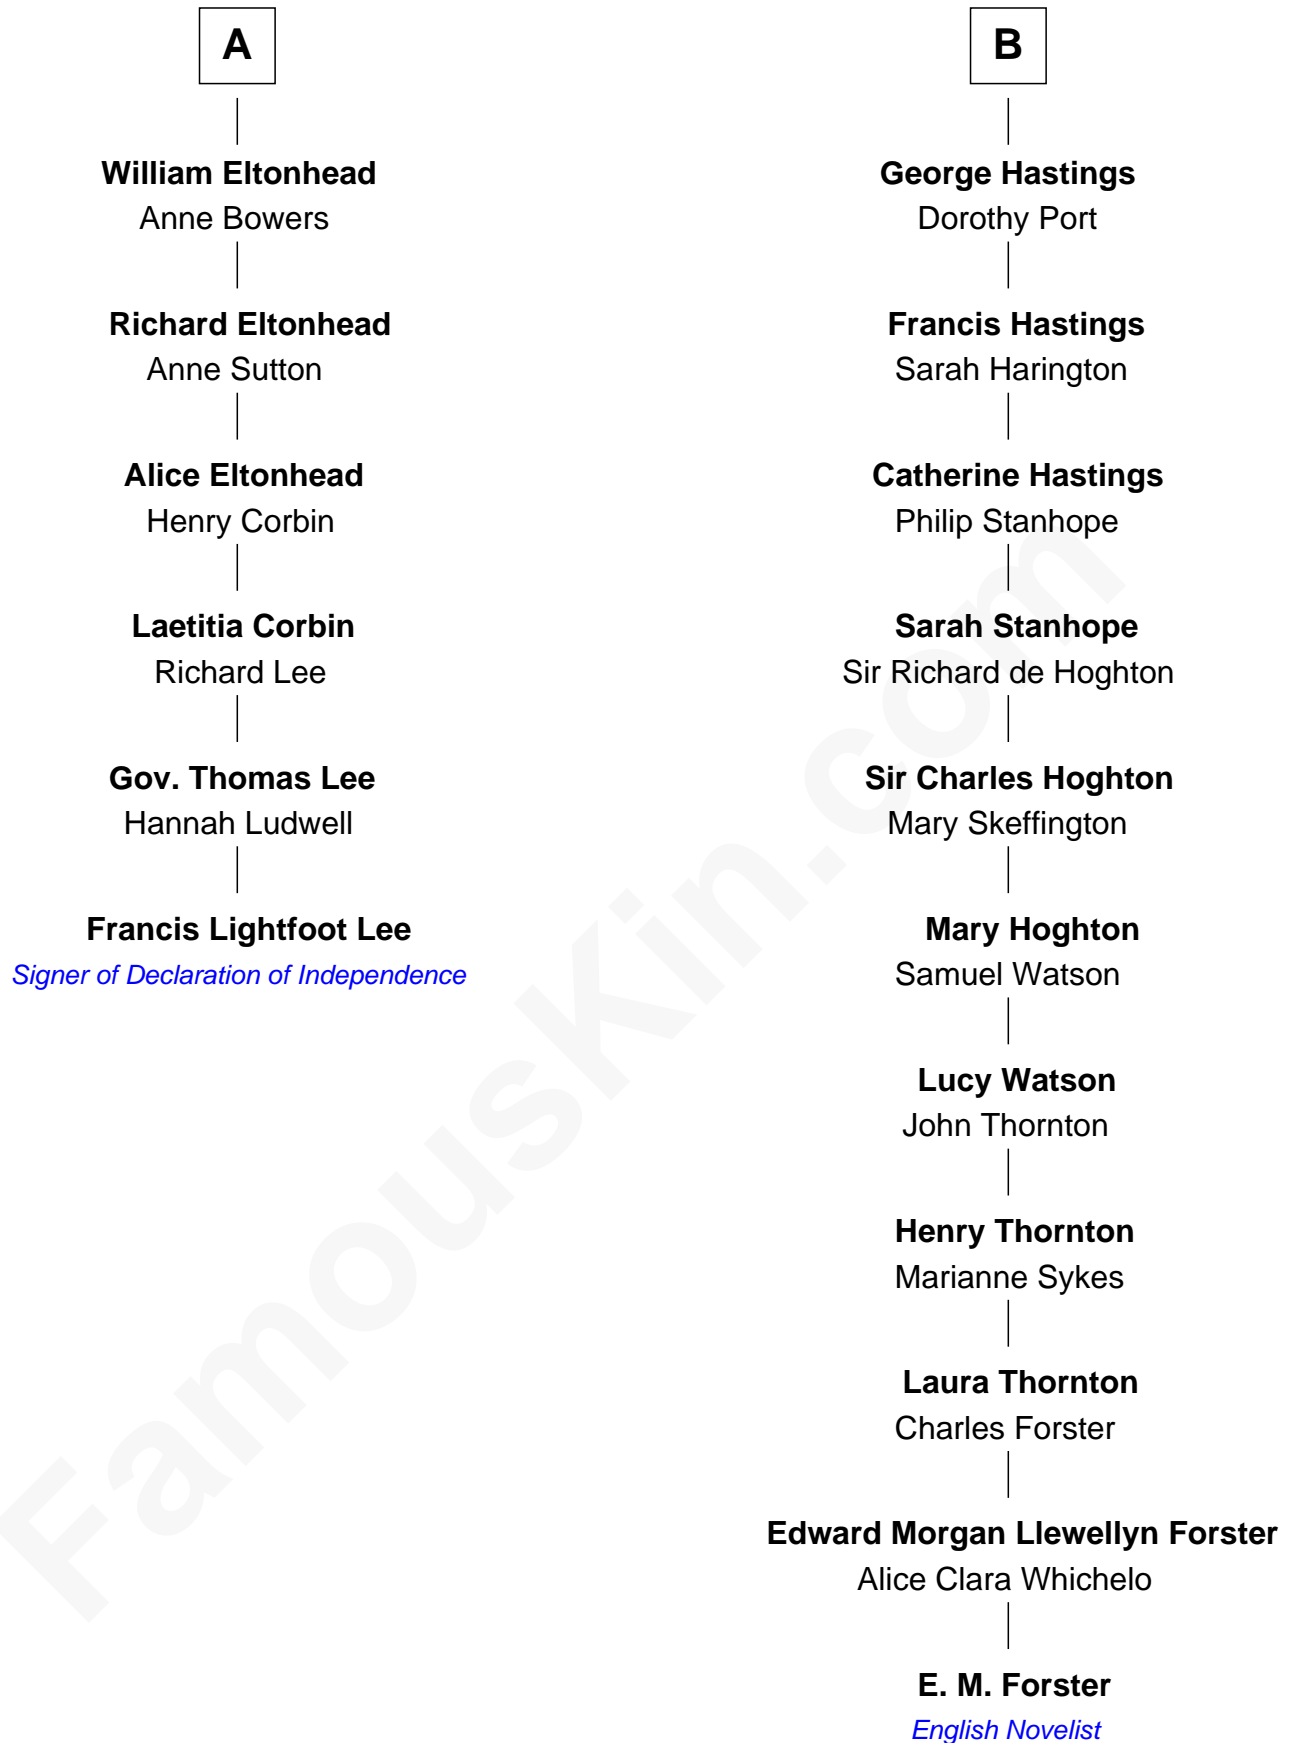 A
William Eltonhead
Anne Bowers
Richard Eltonhead
Anne Sutton
Alice Eltonhead
Henry Corbin
Laetitia Corbin
Richard Lee
Gov. Thomas Lee
Hannah Ludwell
Francis Lightfoot Lee
Signer of Declaration of Independence
B
George Hastings
Dorothy Port
Francis Hastings
Sarah Harington
Catherine Hastings
Philip Stanhope
Sarah Stanhope
Sir Richard de Hoghton
Sir Charles Hoghton
Mary Skeffington
Mary Hoghton
Samuel Watson
Lucy Watson
John Thornton
Henry Thornton
Marianne Sykes
Laura Thornton
Charles Forster
Edward Morgan Llewellyn Forster
Alice Clara Whichelo
E. M. Forster
English Novelist
FamousKin.com